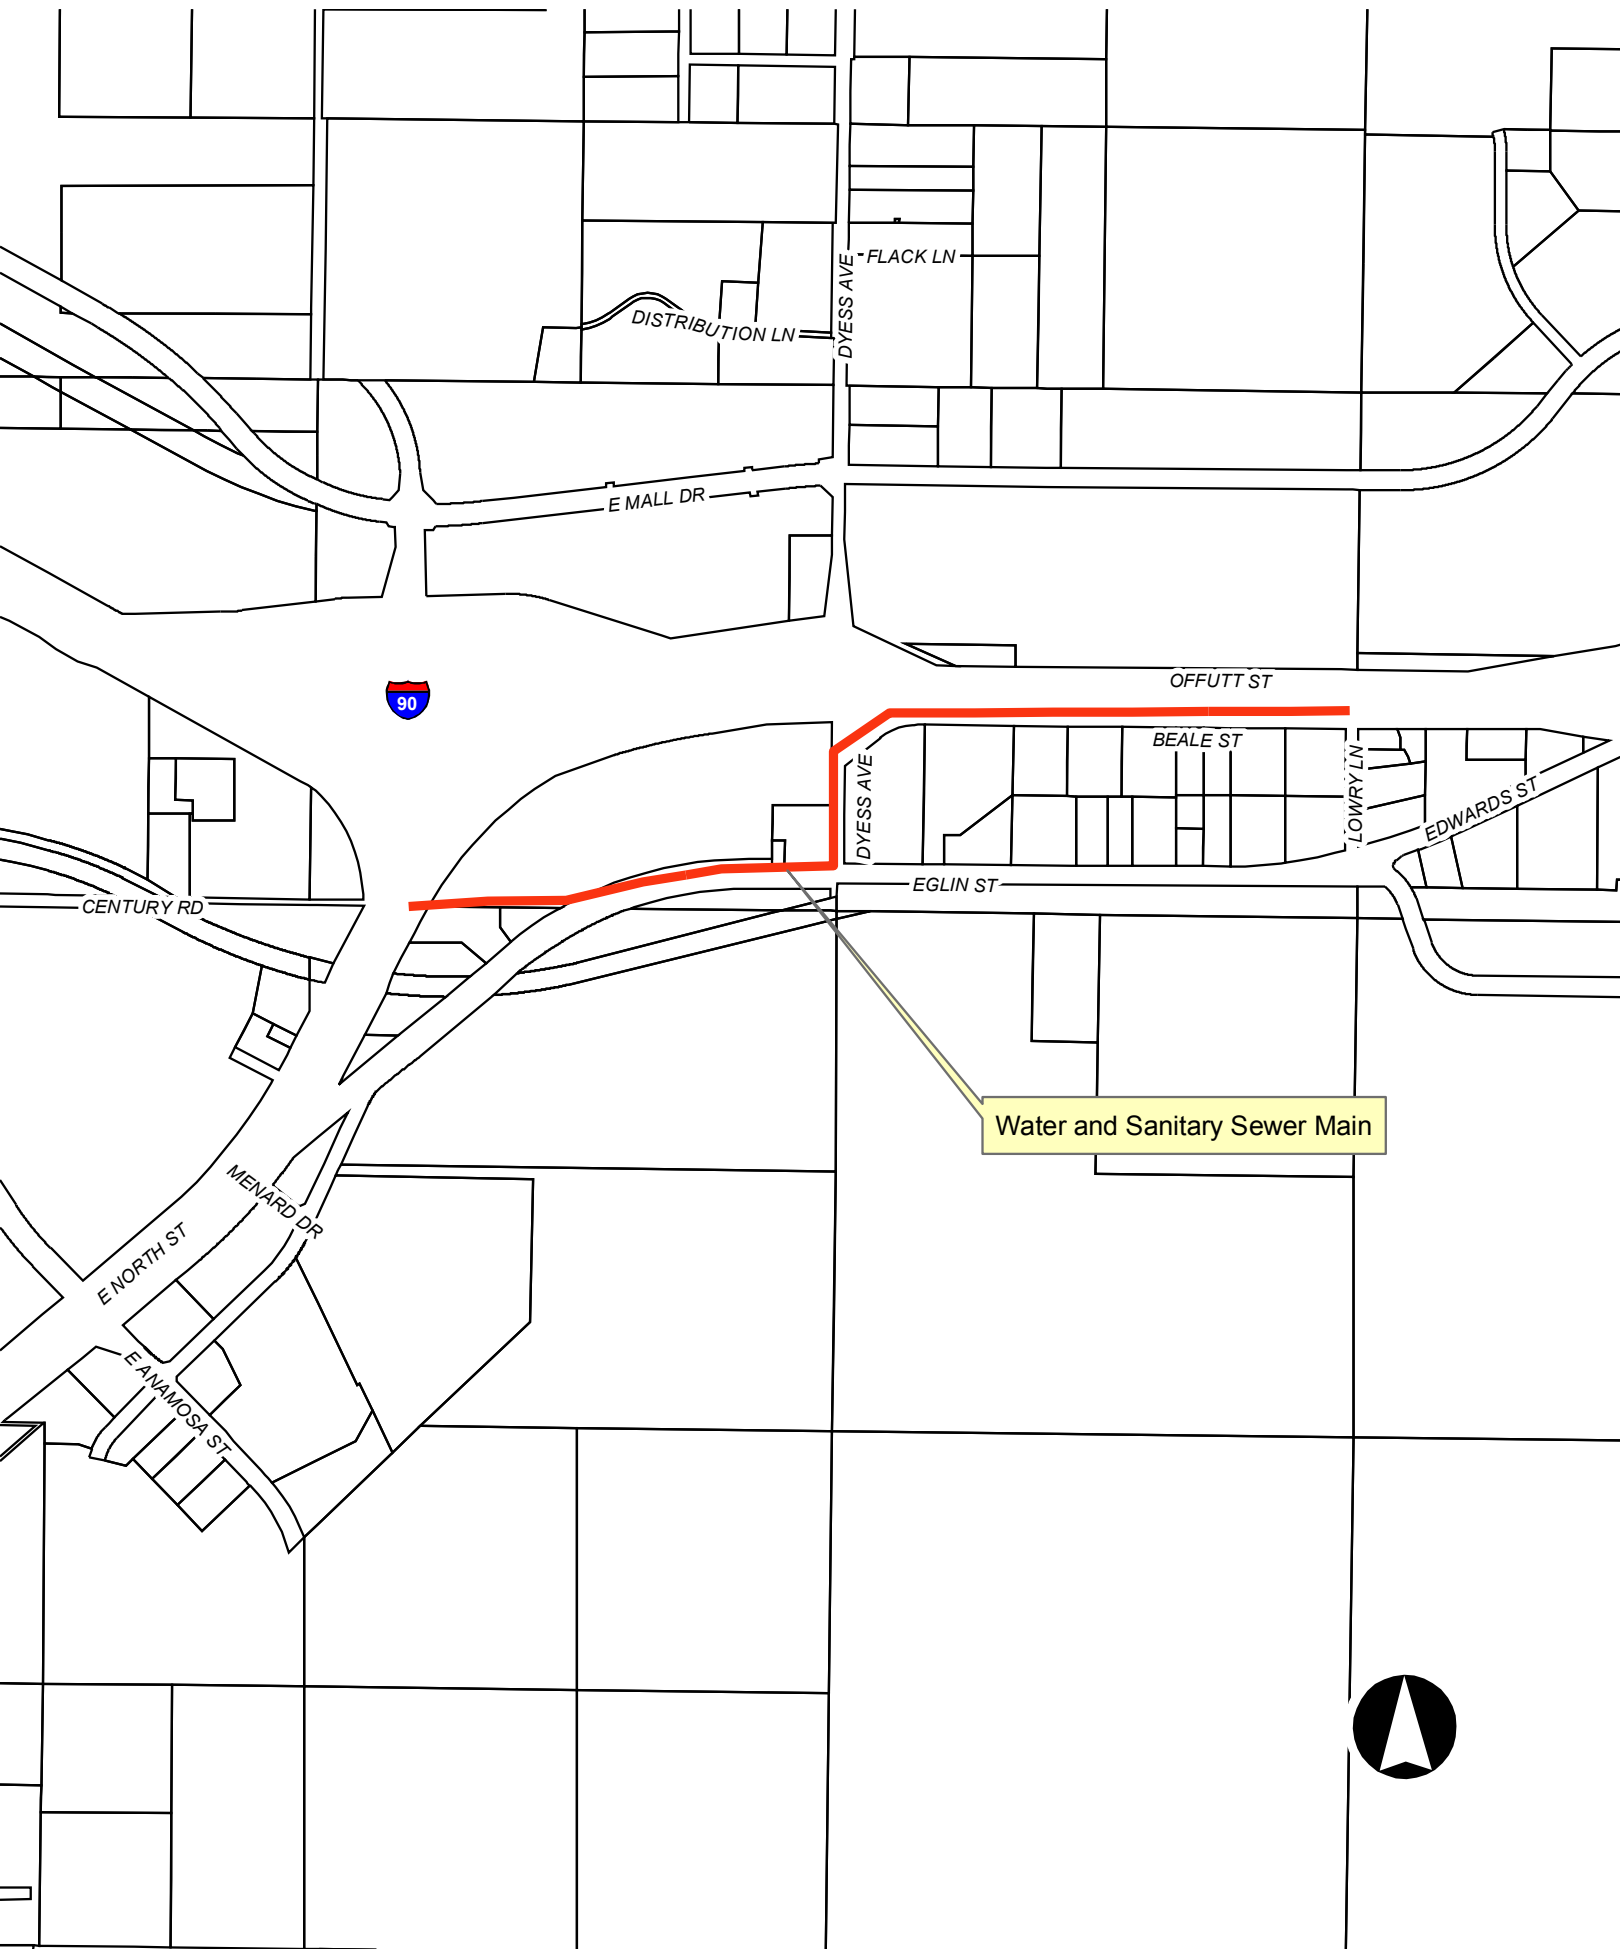 FLACK LN
DYESS AVE
DISTRIBUTION LN
E MALL DR
OFFUTT ST
90
BEALE ST
DYESS AVE
LOWRY LN
EDWARDS ST
EGLIN ST
CENTURY RD
Water and Sanitary Sewer Main
MENARD DR
E NORTH ST
E ANAMOSA ST